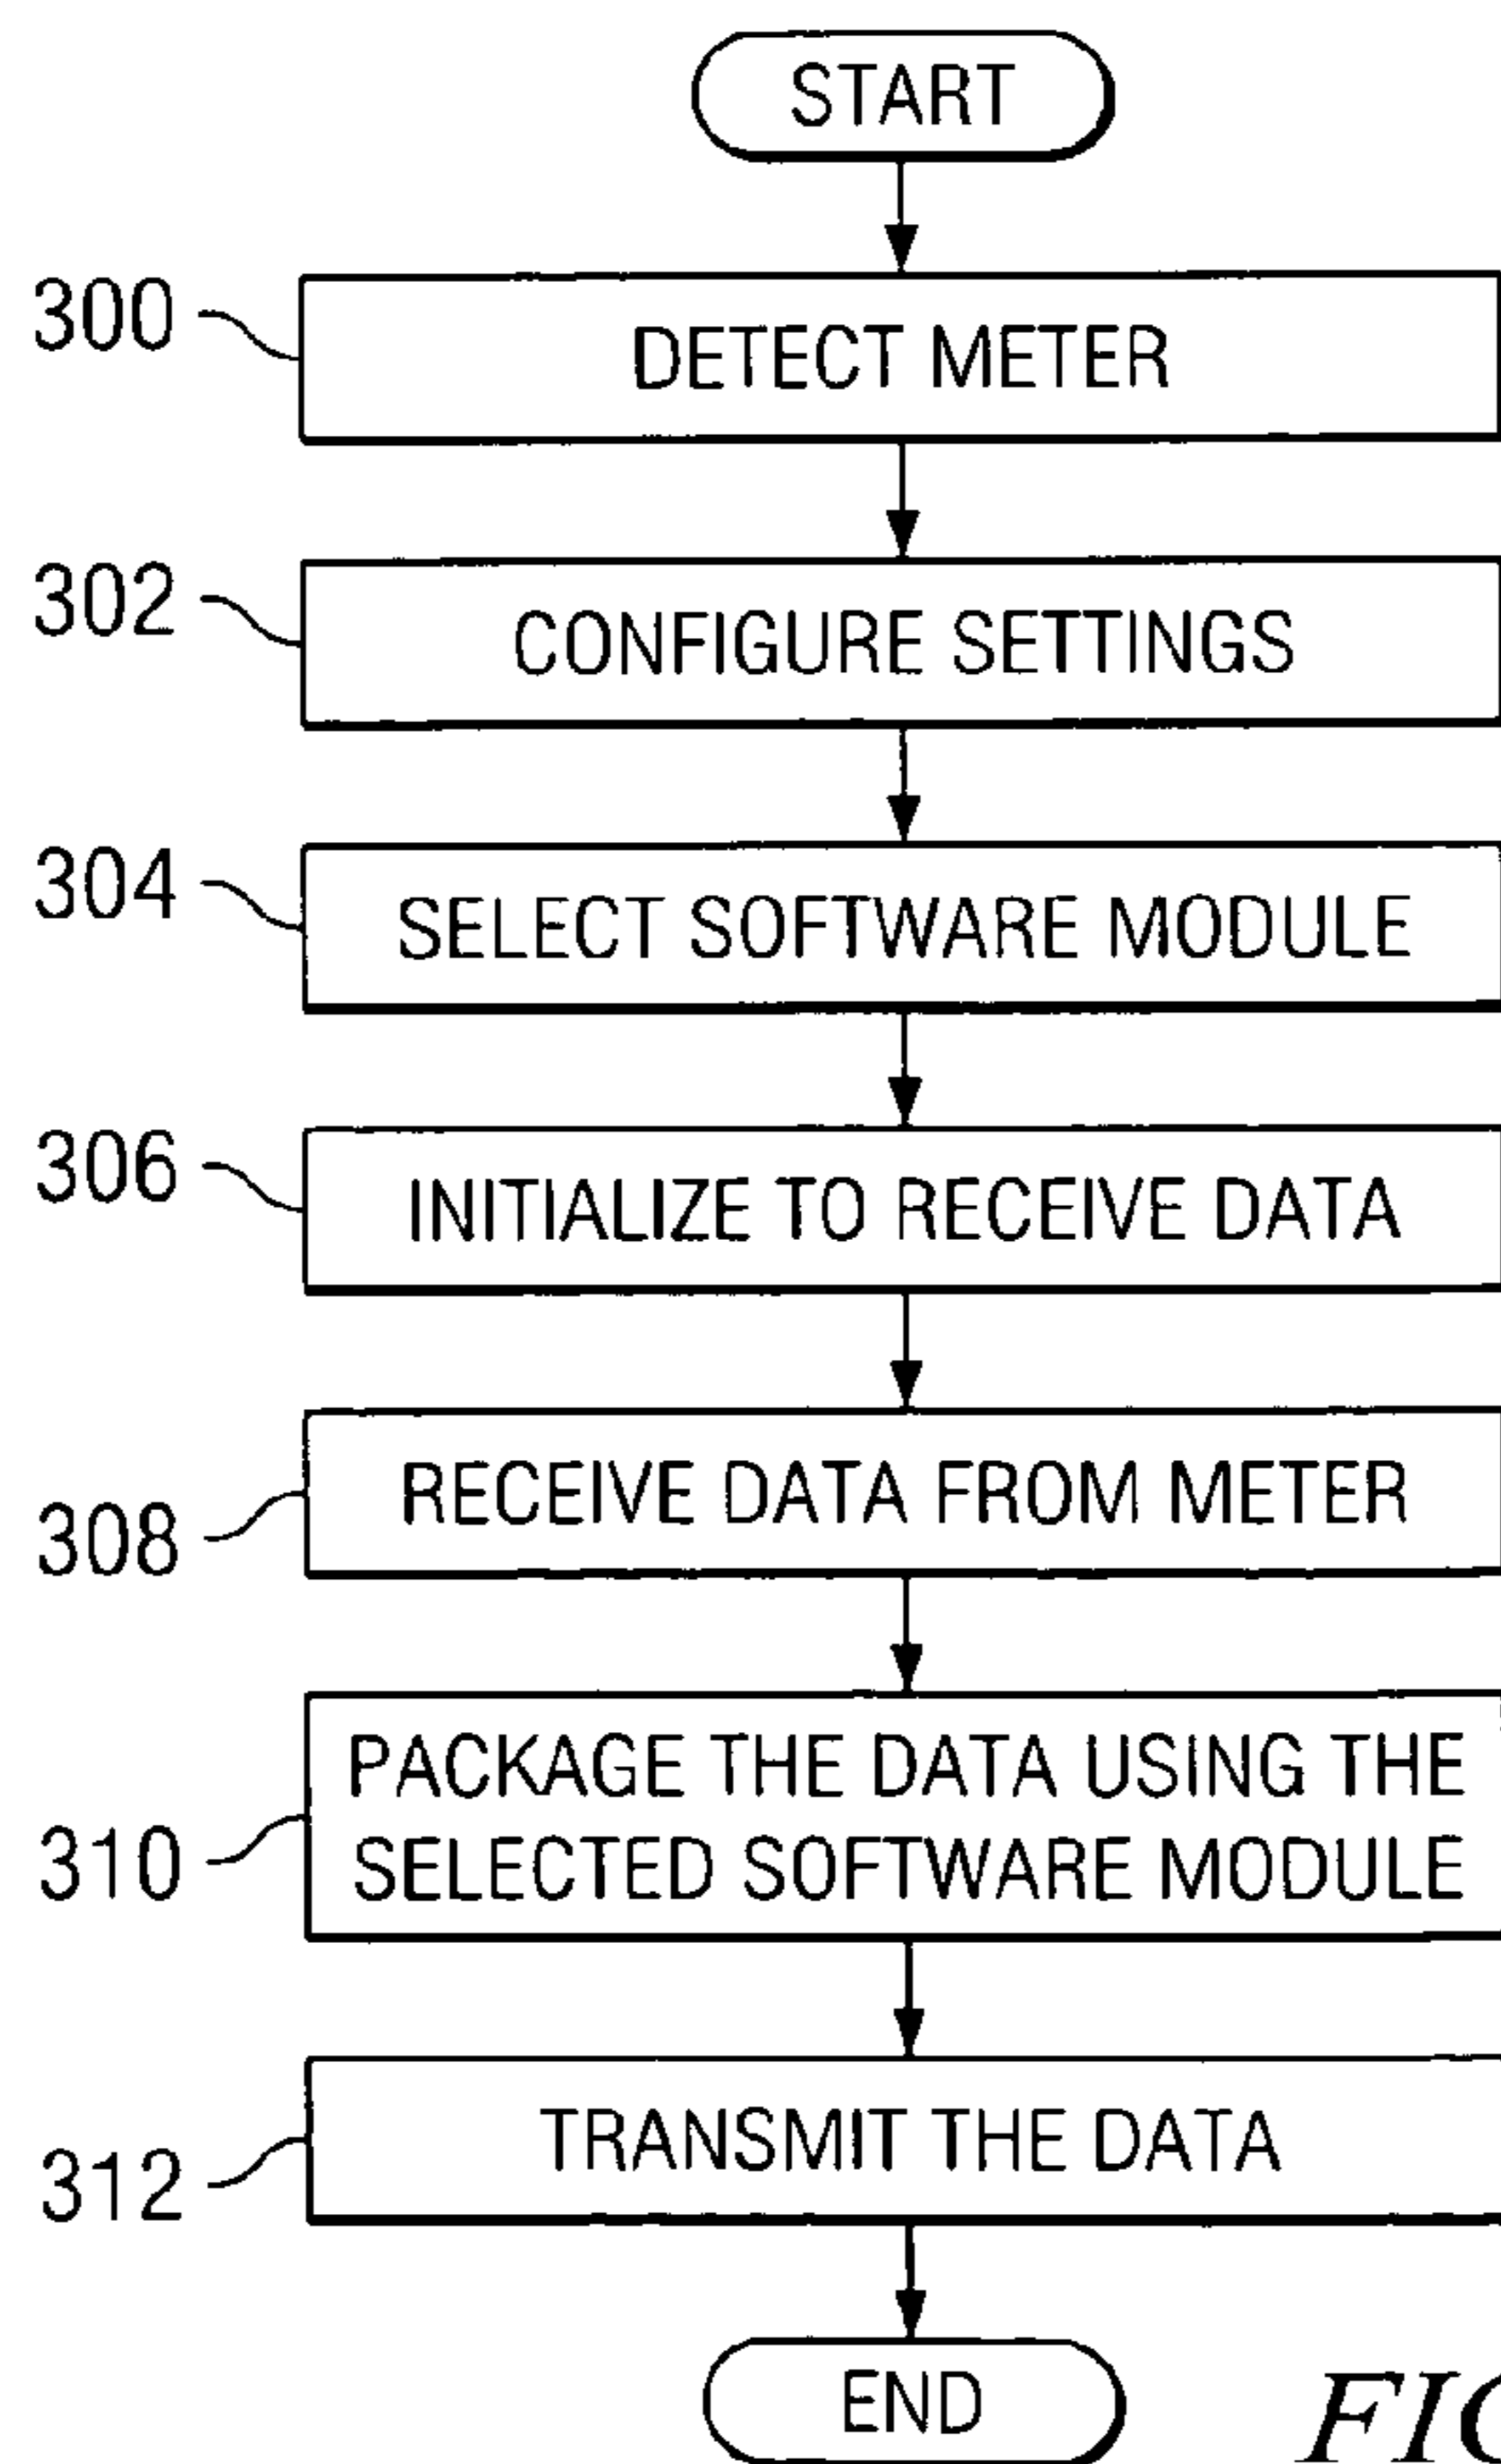 START
300
DETECT METER
302
CONFIGURE SETTINGS
304
SELECT SOFTWARE MODULE
306
INITIALIZE TO RECEIVE DATA
308
RECEIVE DATA FROM METER
310
PACKAGE THE DATA USING THE
SELECTED SOFTWARE MODULE
312
TRANSMIT THE DATA
END